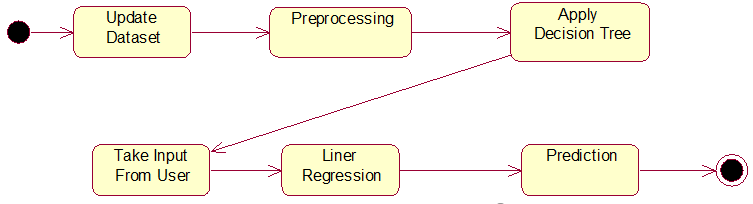 Update
Dataset
Preprocessing
Apply
Decision Tree
Take Input
From User
Liner
Regression
Prediction